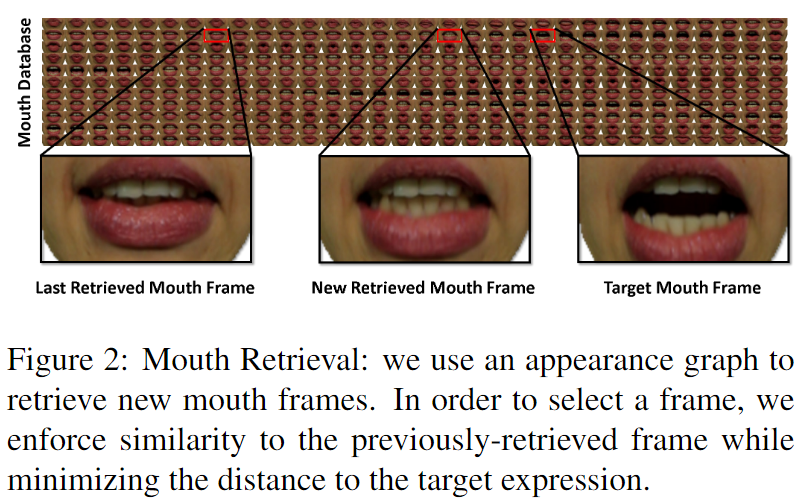 Mouth Database
Last Retrieved Mouth Frame
New Retrieved Mouth Frame
Target Mouth Frame
Figure 2: Mouth Retrieval: we use an appearance graph to
retrieve new mouth frames. In order to select a frame, we
enforce similarity to the previously-retrieved frame while
minimizing the distance to the target expression.